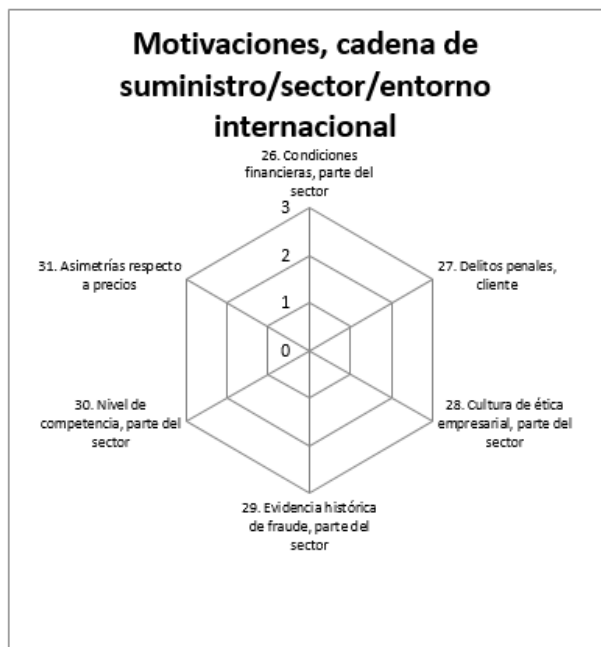 Motivaciones, cadena de
suministro/sector/entorno
internacional
26. Condiciones
financieras, parte del
sector
3
2
1
0
27. Delitos penales,
cliente
28. Cultura de ética
empresarial, parte del
sector
29. Evidencia histórica
de fraude, parte del
sector
30. Nivel de
competencia, parte del
sector
31. Asimetrías respecto
a precios